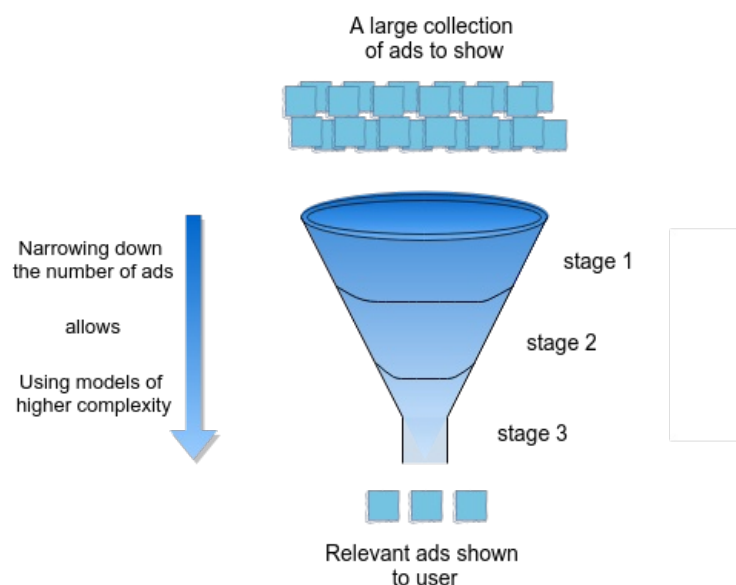 A large collection
of ads to show
Narrowing down
the number of ads
allows
Using models of
higher complexity
stage 1
stage 2
stage 3
Relevant ads shown
to user